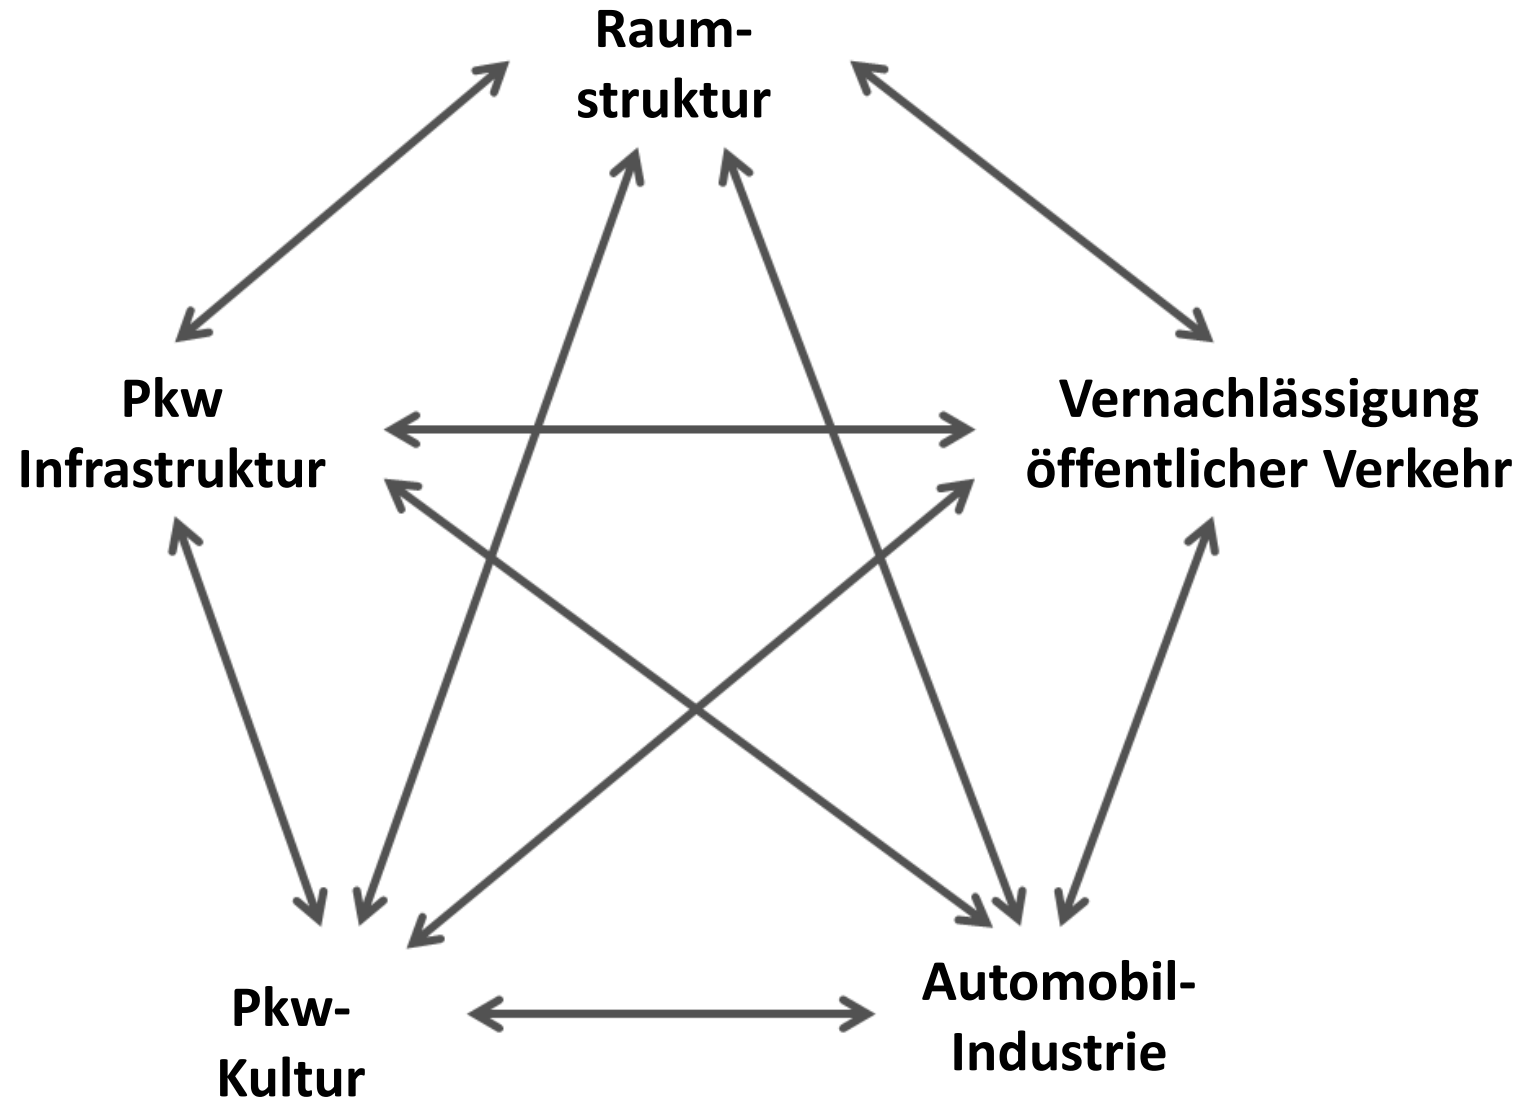 Raum-
struktur
Pkw
Infrastruktur
Vernachlässigung
öffentlicher Verkehr
Pkw-
Kultur
Automobil-
Industrie